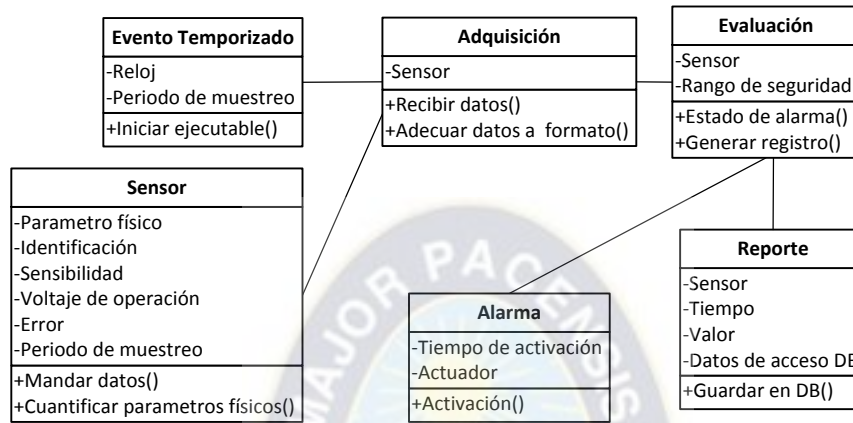 Evento Temporizado
-Reloj
-Periodo de muestreo
+Iniciar ejecutable()
Adquisición
-Sensor
+Recibir datos()
+Adecuar datos a formato()
Evaluación
-Sensor
-Rango de seguridad
+Estado de alarma()
+Generar registro()
Sensor
-Parametro físico
-Identificación
-Sensibilidad
-Voltaje de operación
-Error
-Periodo de muestreo
+Mandar datos()
+Cuantificar parametros físicos()
Alarma
-Tiempo de activación
-Actuador
+Activación()
Reporte
-Sensor
-Tiempo
-Valor
-Datos de acceso DB
+Guardar en DB()
MAJOR PACENSIS